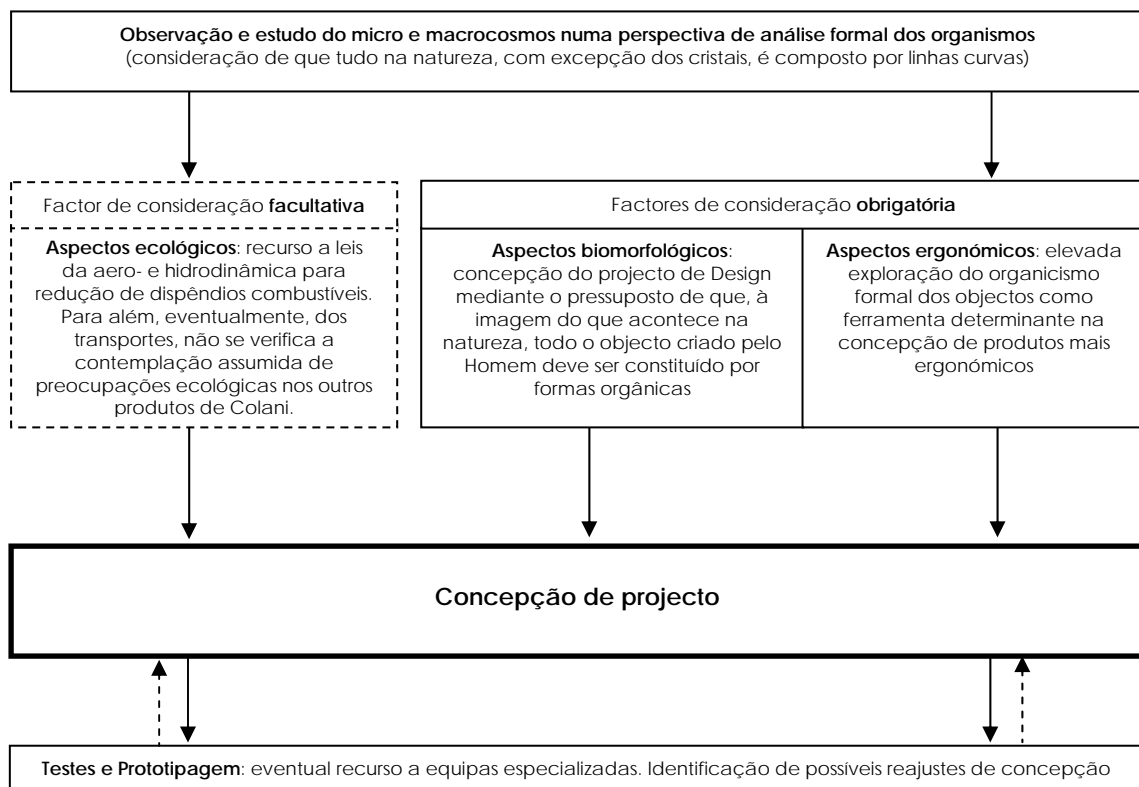 Observação e estudo do micro e macrocosmos numa perspectiva de análise formal dos organismos
(consideração de que tudo na natureza, com excepção dos cristais, é composto por linhas curvas)
Factor de consideração facultativa
Aspectos ecológicos: recurso a leis
da aero- e hidrodinâmica para
redução de dispêndios combustíveis.
Para além, eventualmente, dos
transportes, não se verifica a
contemplação assumida de
preocupações ecológicas nos outros
produtos de Colani.
Factores de consideração obrigatória
Aspectos biomorfológicos:
concepção do projecto de Design
mediante o pressuposto de que, à
imagem do que acontece na
natureza, todo o objecto criado pelo
Homem deve ser constituído por
formas orgânicas
Aspectos ergonómicos: elevada
exploração do organicismo
formal dos objectos como
ferramenta determinante na
concepção de produtos mais
ergonómicos
Concepção de projecto
Testes e Prototipagem: eventual recurso a equipas especializadas. Identificação de possíveis reajustes de concepção